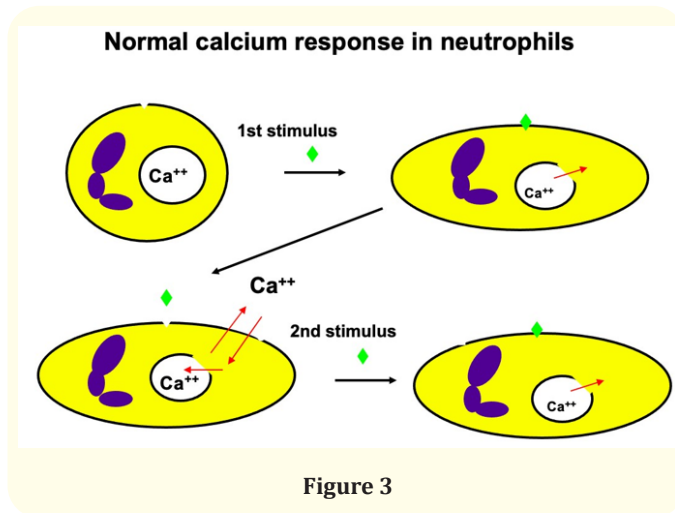 Normal calcium response in neutrophils
1st stimulus
Ca⁺⁺
Ca⁺⁺
Ca⁺⁺
2nd stimulus
Ca⁺⁺
Ca⁺⁺
Figure 3